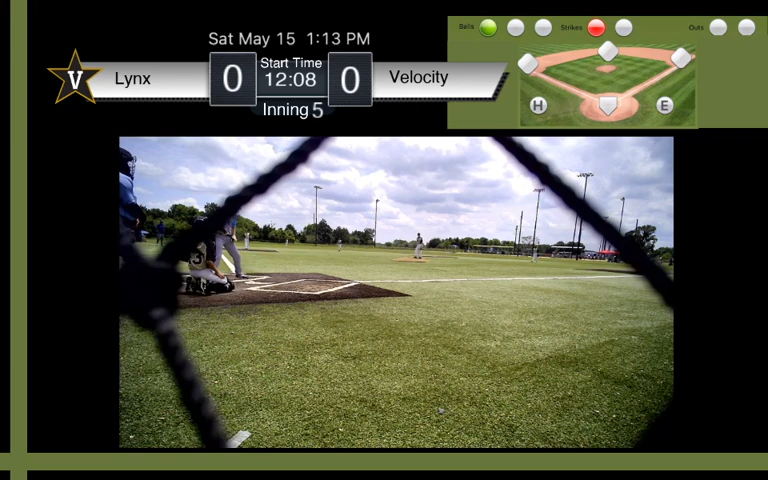 Balls
Strikes
Outs
Sat May 15 1:13 PM
V Lynx 0 Start Time 0 Velocity
12:08
Inning 5
H E
3